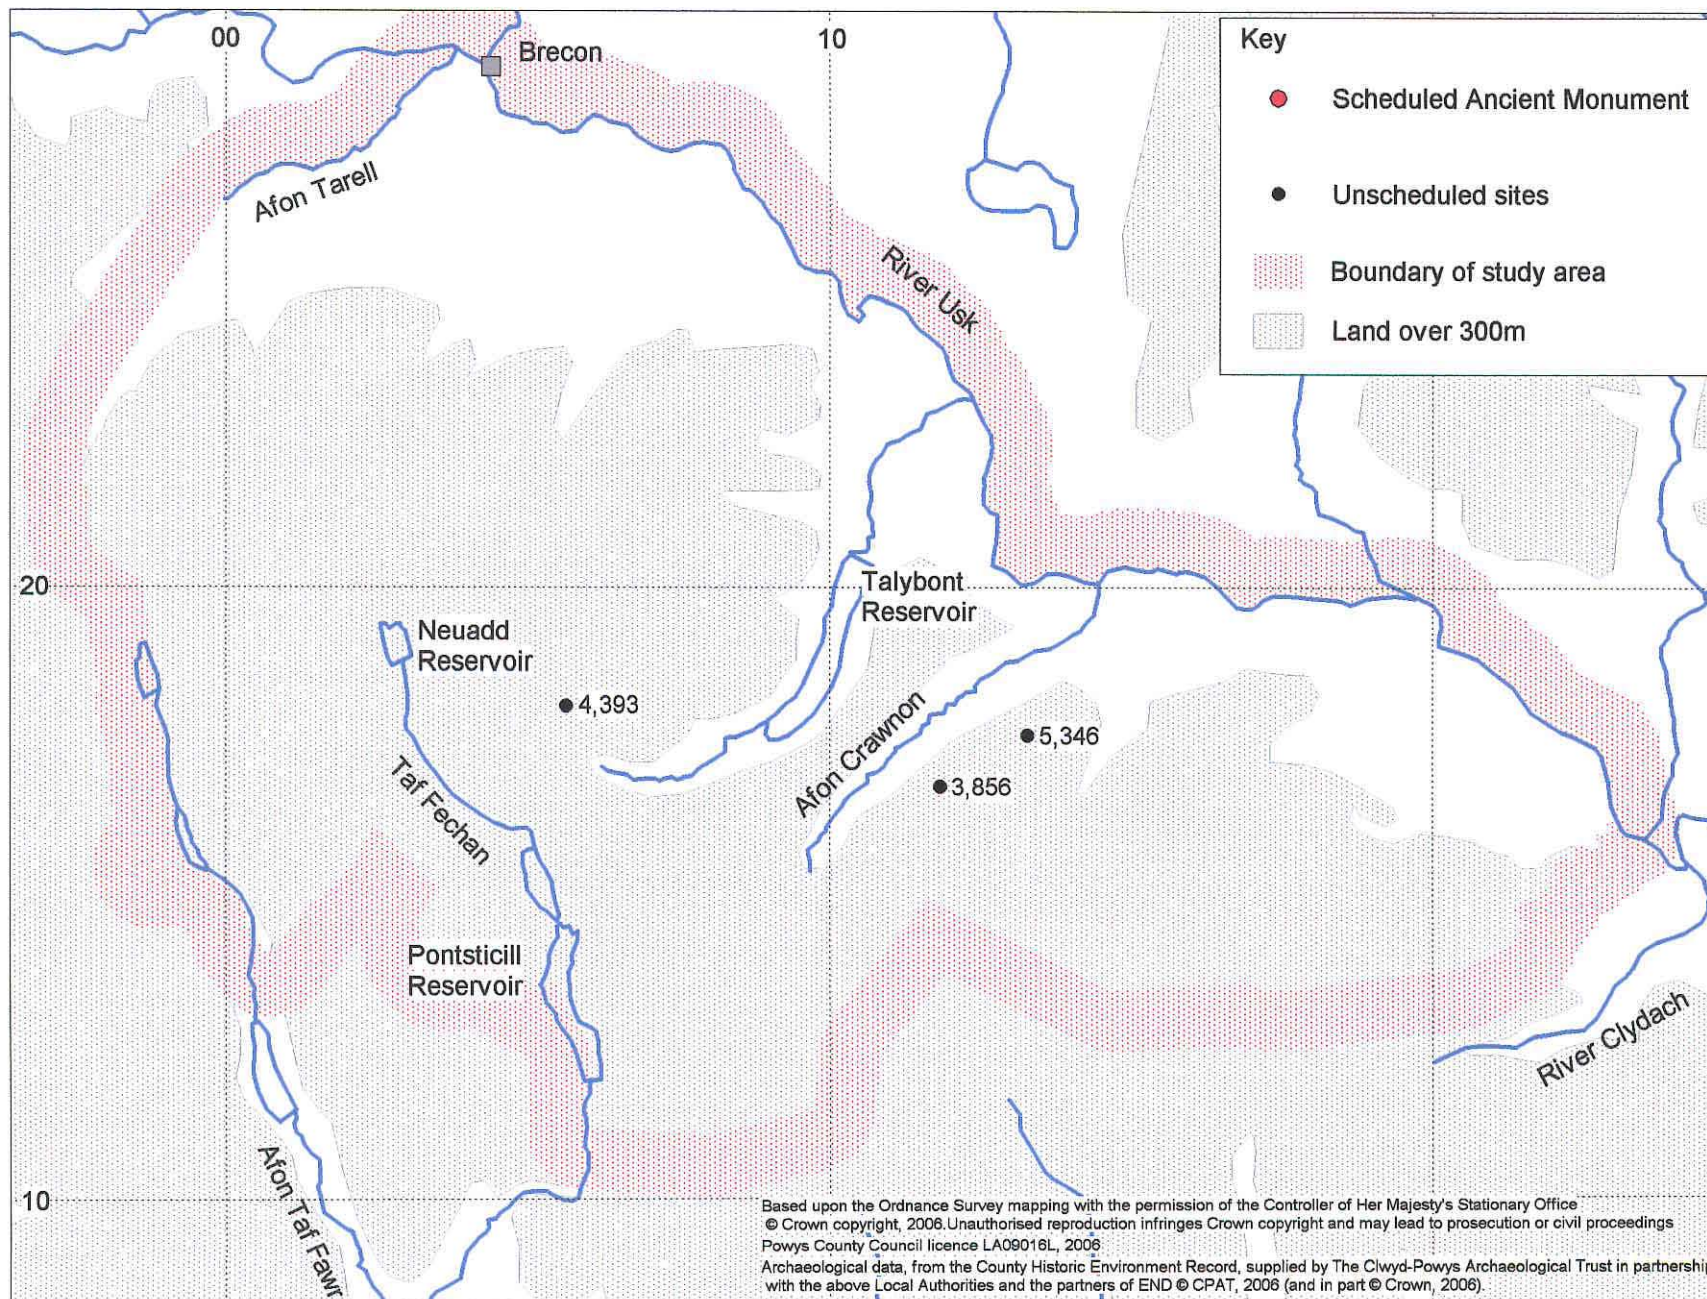 00
10
Brecon
Key
Scheduled Ancient Monument
Unscheduled sites
Boundary of study area
Land over 300m
Afon Tarell
River Usk
20
Talybont
Reservoir
Neuadd
Reservoir
4,393
5,346
3,856
Afon Crawnon
Taf Fechan
Pontsticill
Reservoir
River Clydach
10
Afon Taf Fawr
Based upon the Ordnance Survey mapping with the permission of the Controller of Her Majesty's Stationary Office
© Crown copyright, 2006.Unauthorised reproduction infringes Crown copyright and may lead to prosecution or civil proceedings
Powys County Council licence LA09016L, 2006
Archaeological data, from the County Historic Environment Record, supplied by The Clwyd-Powys Archaeological Trust in partnership
with the above Local Authorities and the partners of END © CPAT, 2006 (and in part © Crown, 2006).